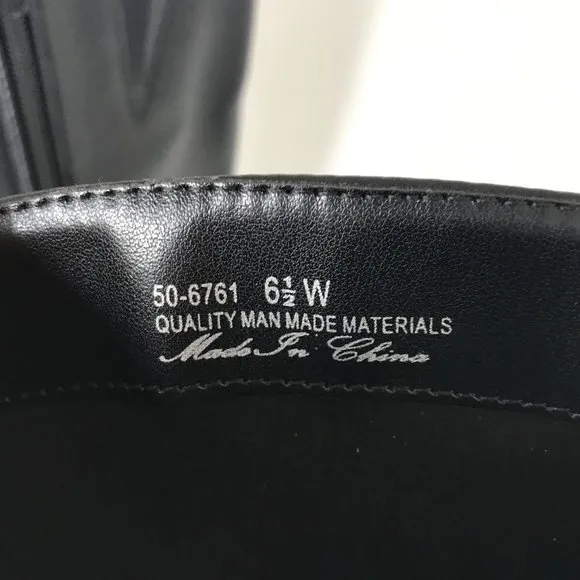 50-6761 6½ W
QUALITY MAN MADE MATERIALS
Made In China